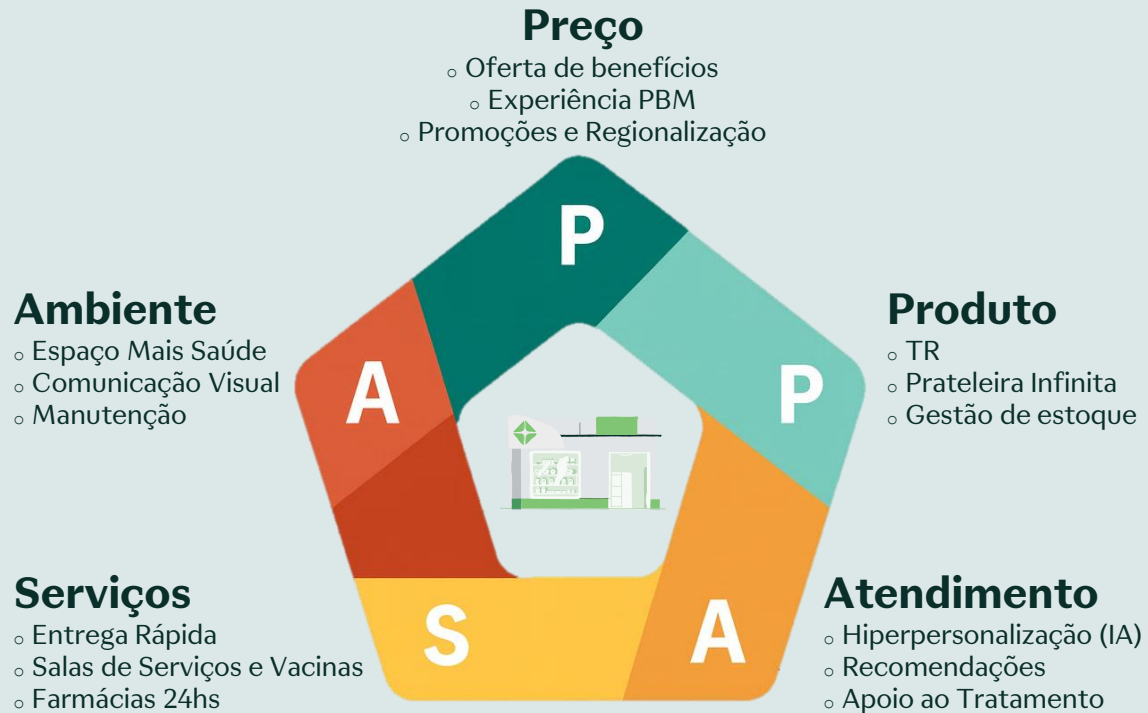 Preço
○ Oferta de benefícios
○ Experiência PBM
○ Promoções e Regionalização
P
Ambiente
○ Espaço Mais Saúde
○ Comunicação Visual
○ Manutenção
A
P
Produto
○ TR
○ Prateleira Infinita
○ Gestão de estoque
Serviços
○ Entrega Rápida
○ Salas de Serviços e Vacinas
○ Farmácias 24hs
S
A
Atendimento
○ Hiperpersonalização (IA)
○ Recomendações
○ Apoio ao Tratamento